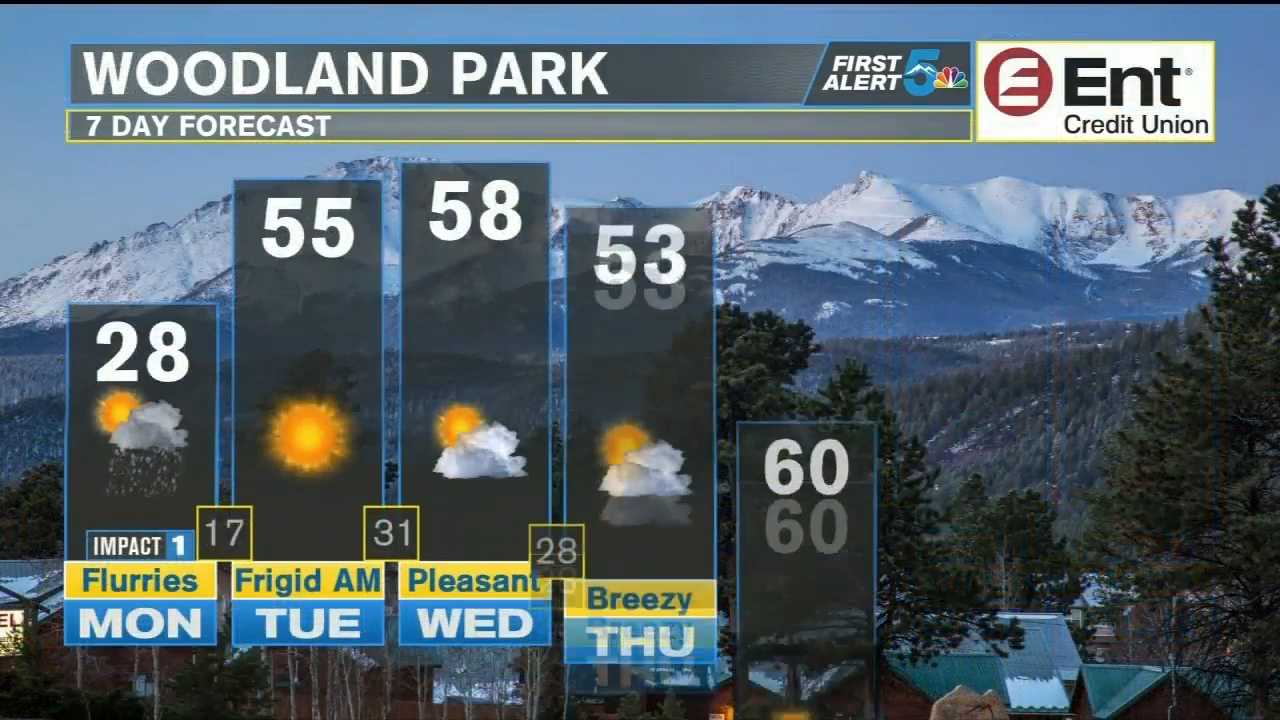 WOODLAND PARK
FIRST
ALERT 5
Ent
Credit Union
7 DAY FORECAST
28
55
58
53
60
17
31
28
IMPACT 1
Flurries
Frigid AM
Pleasant
Breezy
MON
TUE
WED
THU